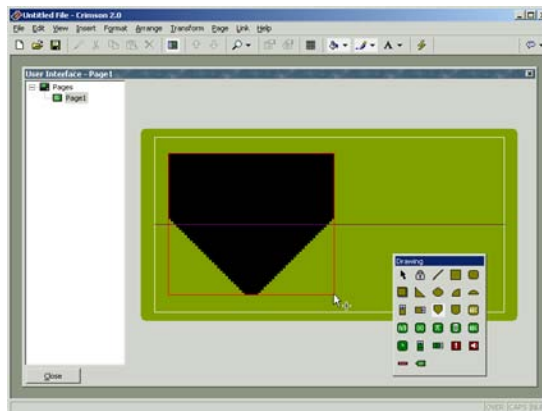 Untitled File - Crimson 2.0
File Edit View Insert Format Arrange Transform Page Link Help
User Interface - Page1
Pages
Page1
Drawing
Close